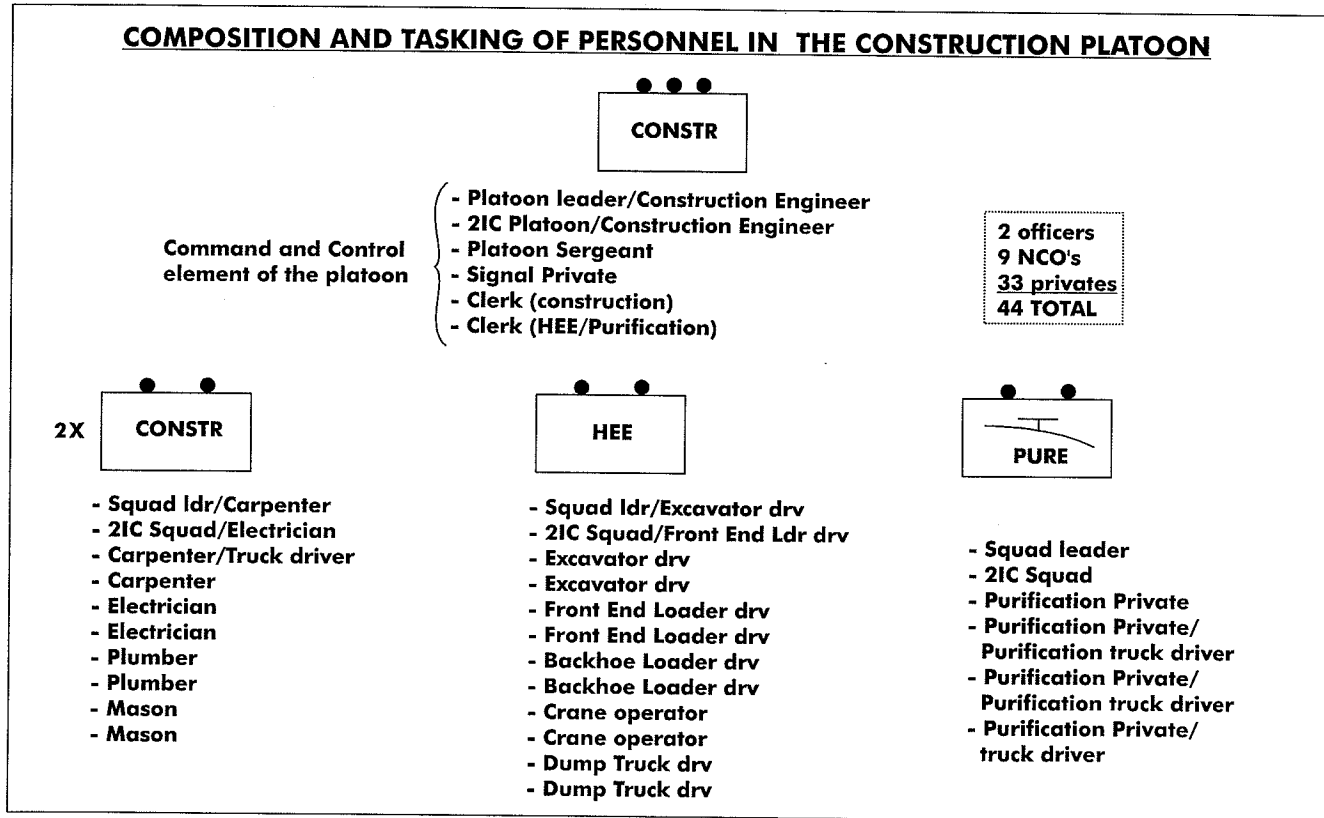 COMPOSITION AND TASKING OF PERSONNEL IN THE CONSTRUCTION PLATOON
CONSTR
Command and Control
element of the platoon
- Platoon leader/Construction Engineer
- 2IC Platoon/Construction Engineer
- Platoon Sergeant
- Signal Private
- Clerk (construction)
- Clerk (HEE/Purification)
2 officers
9 NCO's
33 privates
44 TOTAL
2X
CONSTR
- Squad ldr/Carpenter
- 2IC Squad/Electrician
- Carpenter/Truck driver
- Carpenter
- Electrician
- Electrician
- Plumber
- Plumber
- Mason
- Mason
HEE
- Squad ldr/Excavator drv
- 2IC Squad/Front End Ldr drv
- Excavator drv
- Excavator drv
- Front End Loader drv
- Front End Loader drv
- Backhoe Loader drv
- Backhoe Loader drv
- Crane operator
- Crane operator
- Dump Truck drv
- Dump Truck drv
PURE
- Squad leader
- 2IC Squad
- Purification Private
- Purification Private/
Purification truck driver
- Purification Private/
Purification truck driver
- Purification Private/
truck driver